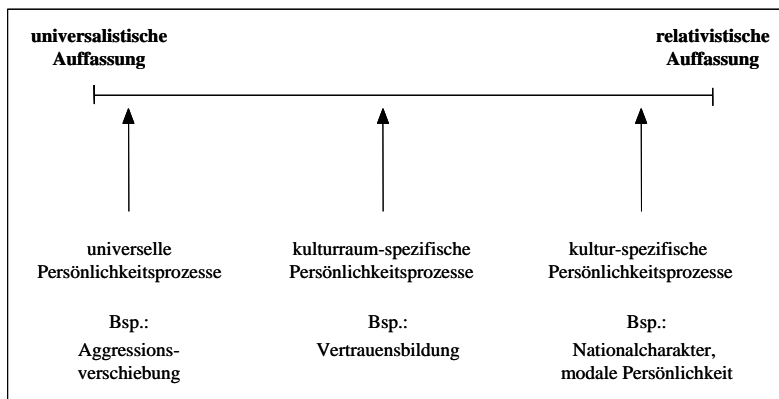 universalistische
Auffassung
relativistische
Auffassung
universelle
Persönlichkeitsprozesse
kulturraum-spezifische
Persönlichkeitsprozesse
kultur-spezifische
Persönlichkeitsprozesse
Bsp.:
Aggressions-
verschiebung
Bsp.:
Vertrauensbildung
Bsp.:
Nationalcharakter,
modale Persönlichkeit